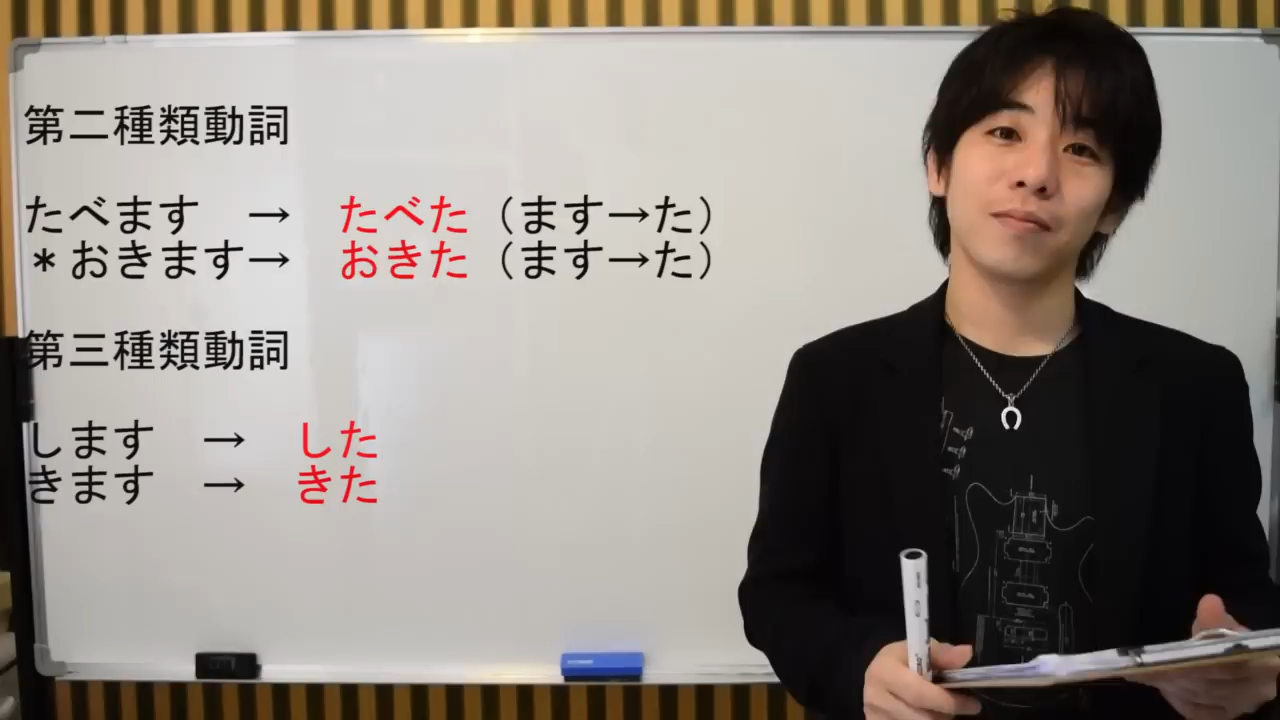 第二種類動詞
たべます　→　たべた（ます→た）
＊おきます→　おきた（ます→た）
第三種類動詞
します　→　した
きます　→　きた